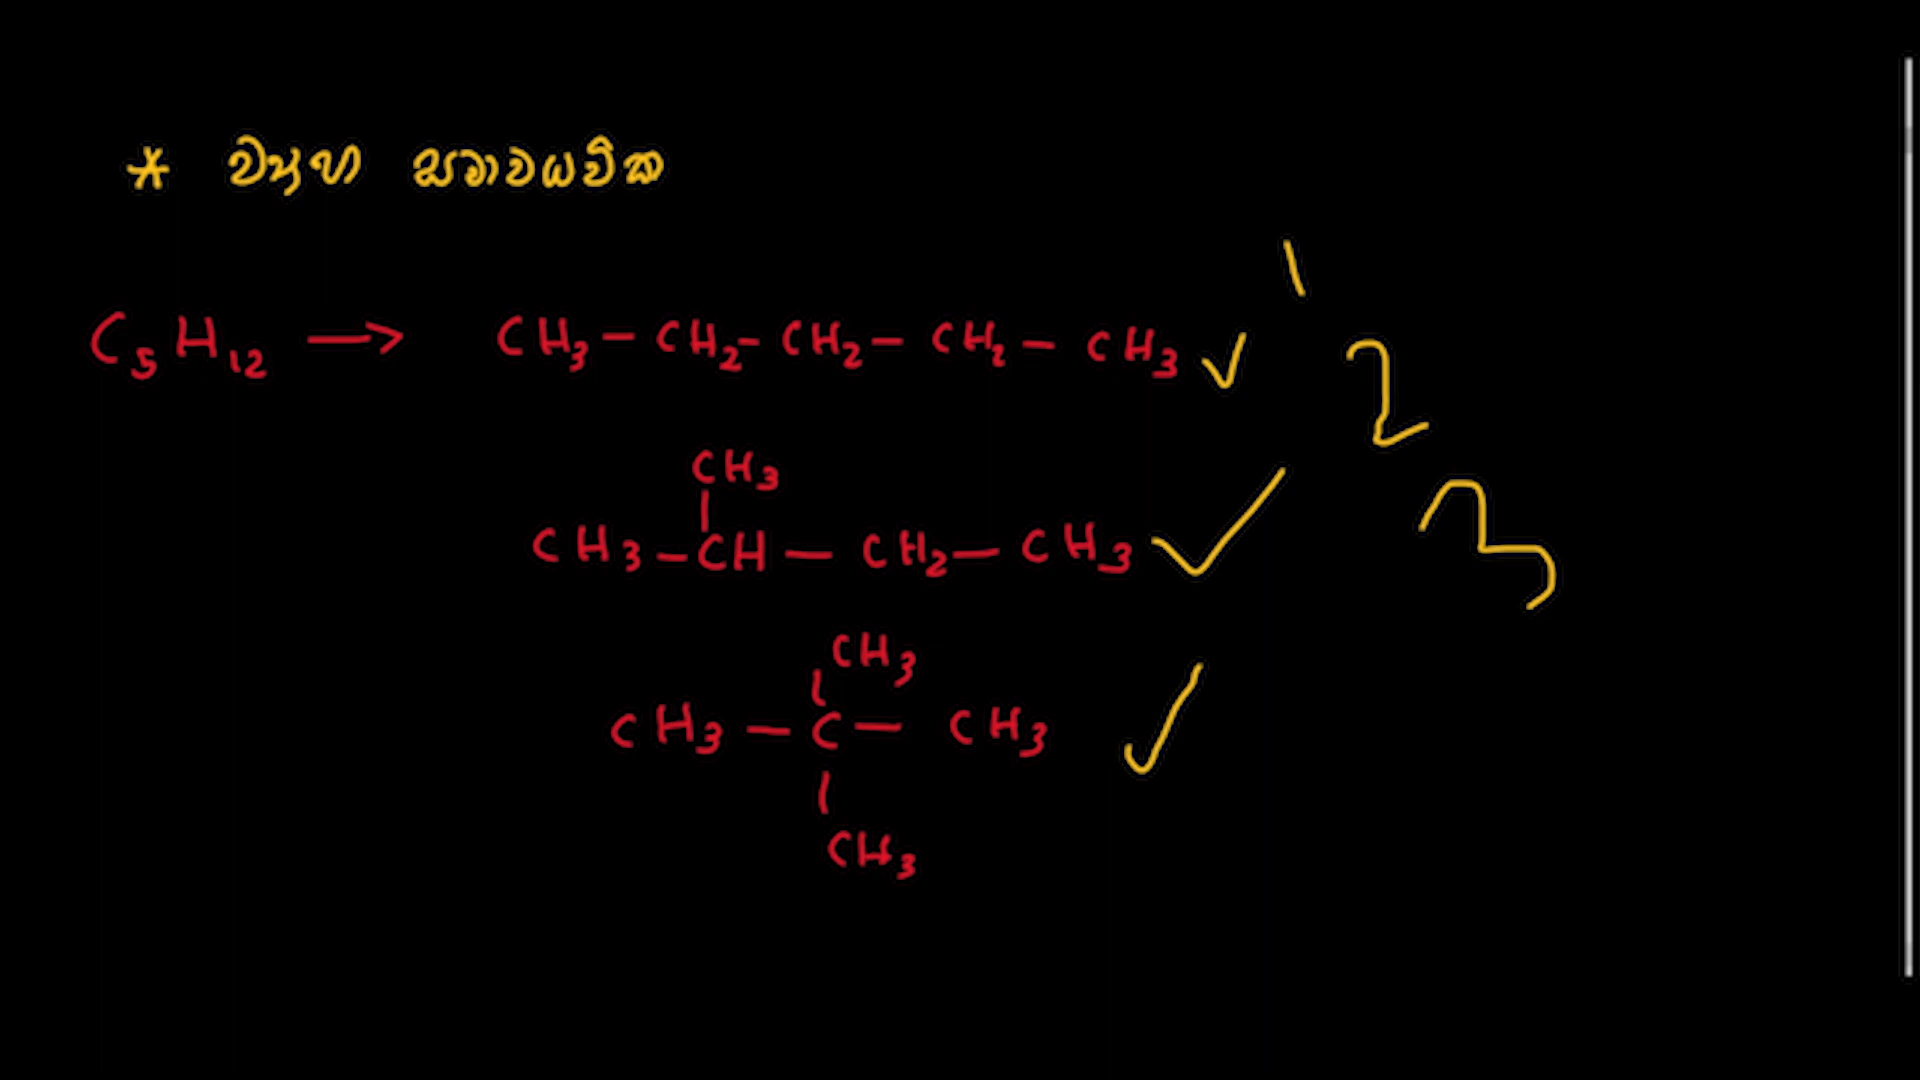 * ව්‍යුහ සමාවයවික
1
C5H12 → CH3 – CH2 – CH2 – CH2 – CH3 ✓
2
CH3
|
CH3 – CH – CH2 – CH3 ✓
3
CH3
|
CH3 – C – CH3 ✓
|
CH3